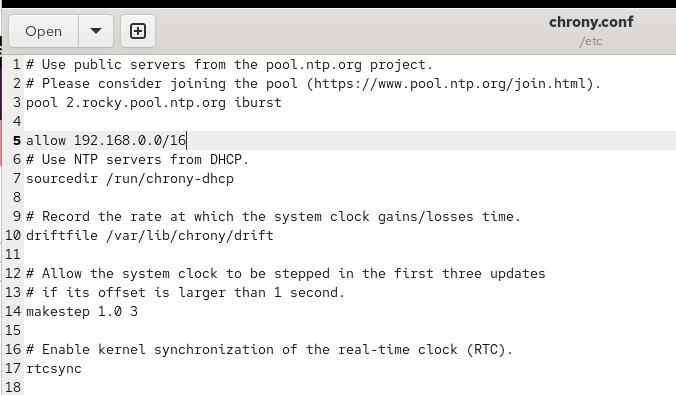 Open
chrony.conf
/etc
1 # Use public servers from the pool.ntp.org project.
2 # Please consider joining the pool (https://www.pool.ntp.org/join.html).
3 pool 2.rocky.pool.ntp.org iburst
4
5 allow 192.168.0.0/16
6 # Use NTP servers from DHCP.
7 sourcedir /run/chrony-dhcp
8
9 # Record the rate at which the system clock gains/losses time.
10 driftfile /var/lib/chrony/drift
11
12 # Allow the system clock to be stepped in the first three updates
13 # if its offset is larger than 1 second.
14 makestep 1.0 3
15
16 # Enable kernel synchronization of the real-time clock (RTC).
17 rtcsync
18